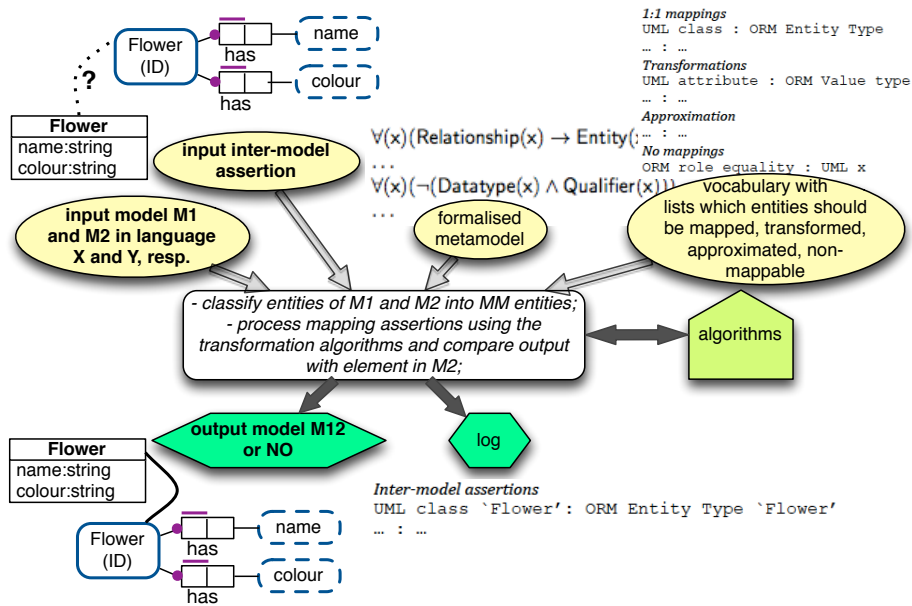 Flower
(ID)
has
name
has
colour
?
Flower
name:string
colour:string
1:1 mappings
UML class : ORM Entity Type
… : …
Transformations
UML attribute : ORM Value type
… : …
Approximation
… : …
No mappings
ORM role equality : UML x
input inter-model
assertion
∀(x)(Relationship(x) → Entity(
...
∀(x)(¬(Datatype(x) ∧ Qualifier(x)))
...
input model M1
and M2 in language
X and Y, resp.
formalised
metamodel
vocabulary with
lists which entities should
be mapped, transformed,
approximated, non-
mappable
- classify entities of M1 and M2 into MM entities;
- process mapping assertions using the
transformation algorithms and compare output
with element in M2;
algorithms
output model M12
or NO
log
Flower
name:string
colour:string
Flower
(ID)
has
name
has
colour
Inter-model assertions
UML class `Flower': ORM Entity Type `Flower'
… : …